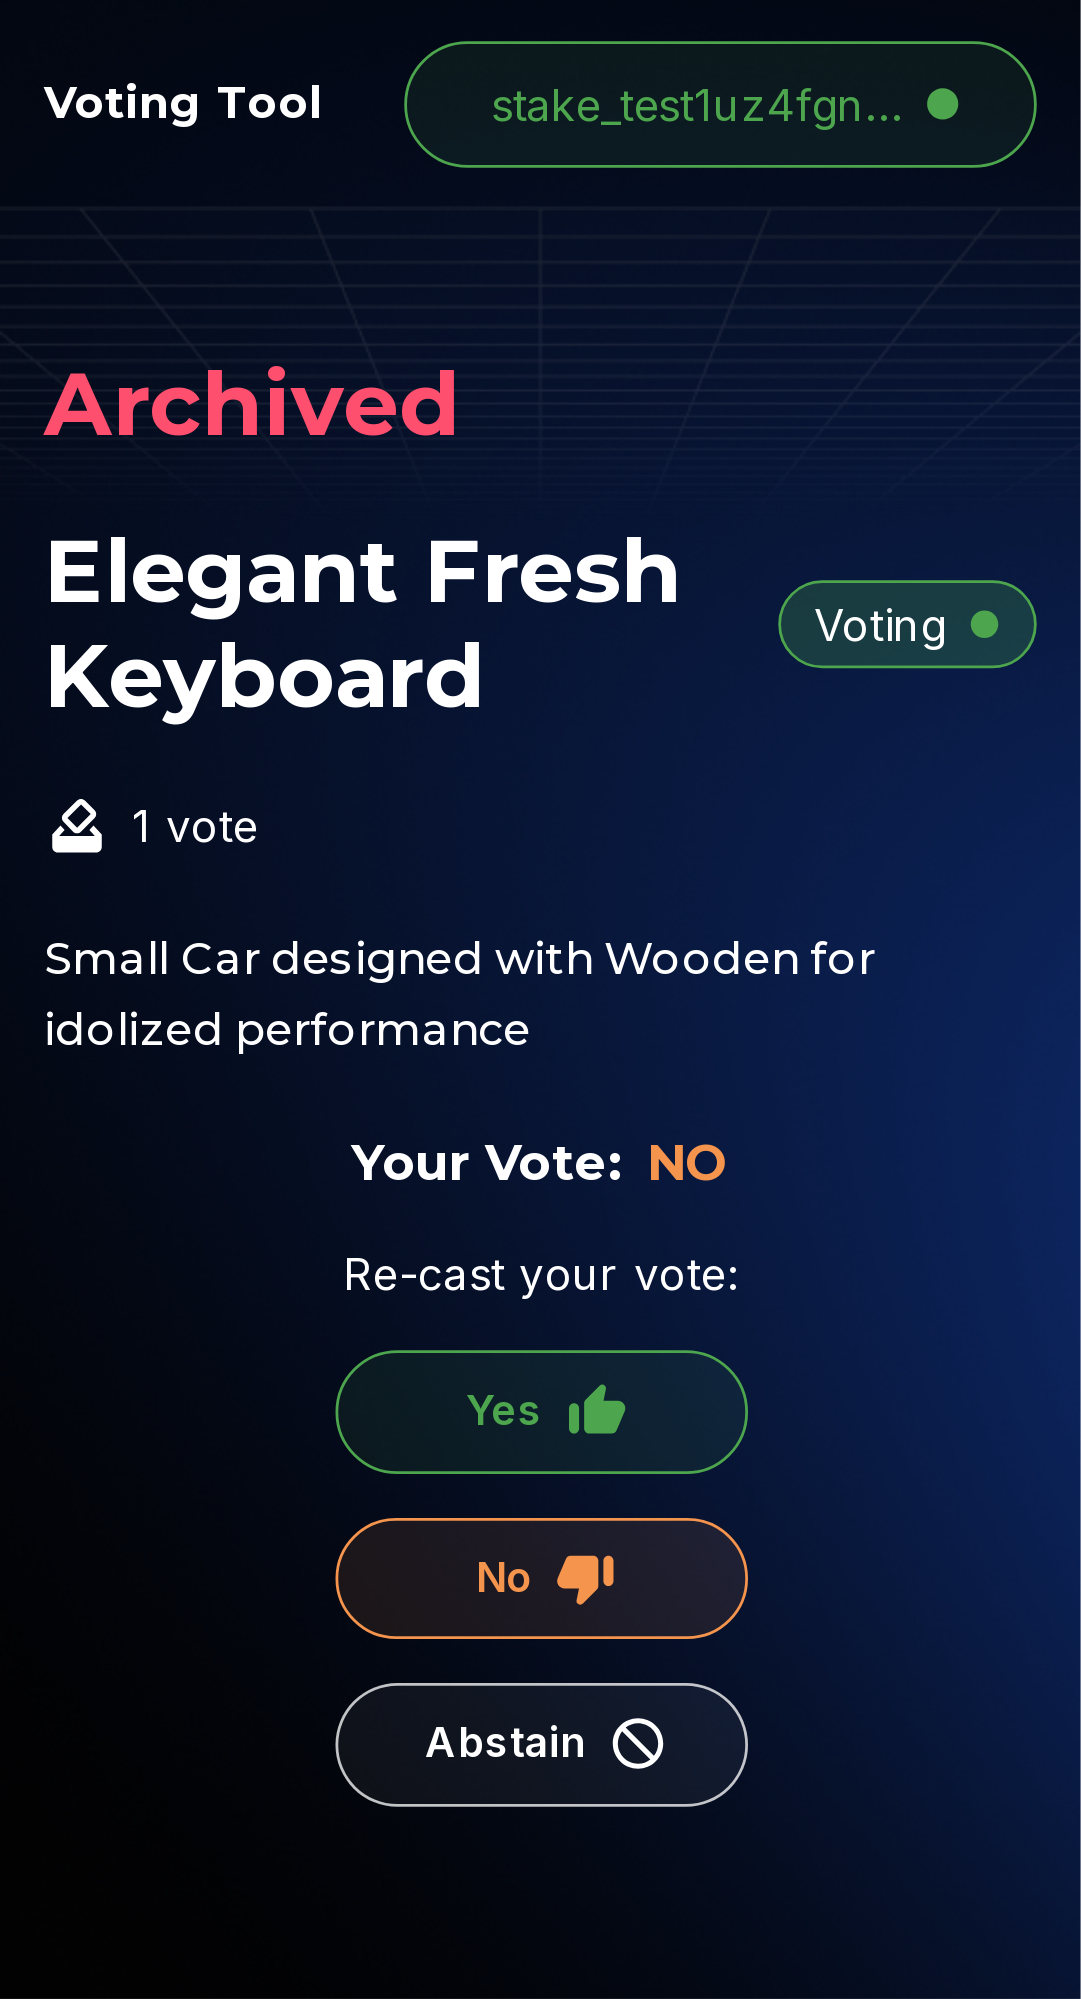 Voting Tool
stake_test1uz4fgn...
Archived
Elegant Fresh
Keyboard
Voting
1 vote
Small Car designed with Wooden for
idolized performance
Your Vote: NO
Re-cast your vote:
Yes
No
Abstain